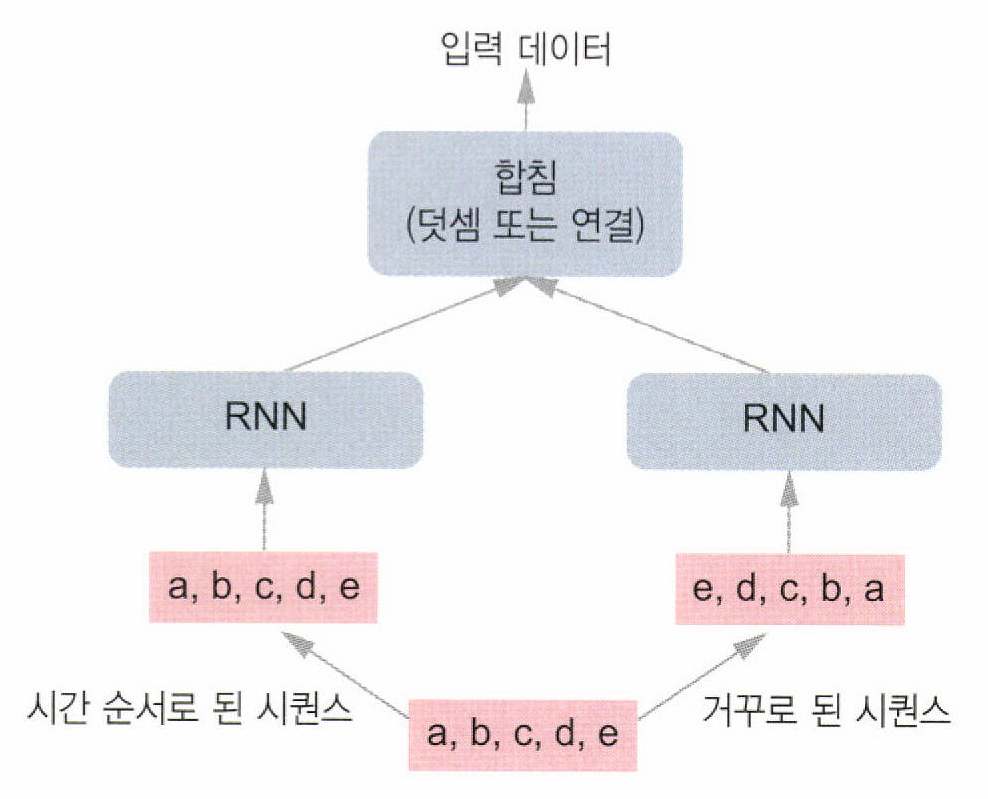 입력 데이터
합침
(덧셈 또는 연결)
RNN
RNN
a, b, c, d, e
e, d, c, b, a
시간 순서로 된 시퀀스
거꾸로 된 시퀀스
a, b, c, d, e